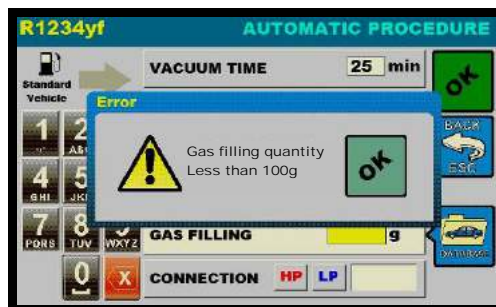 R1234yf
AUTOMATIC PROCEDURE
Standard
Vehicle
VACUUM TIME
25 min
OK
Error
Gas filling quantity
Less than 100g
OK
BACK
ESC
1
2
4
GHI
5
7
PQRS
8
TUV
WXYZ
GAS FILLING
g
DATABASE
0
X
CONNECTION
HP
LP